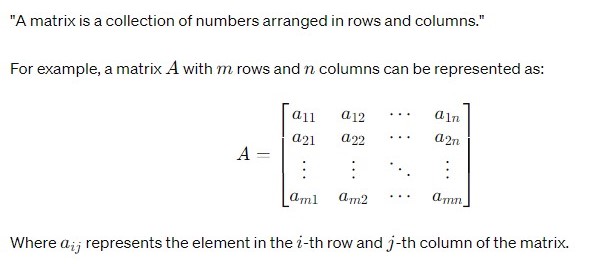 "A matrix is a collection of numbers arranged in rows and columns."
For example, a matrix A with m rows and n columns can be represented as:
A = [ a₁₁ a₁₂ ⋯ a₁ₙ
a₂₁ a₂₂ ⋯ a₂ₙ
⋮ ⋮ ⋱ ⋮
aₘ₁ aₘ₂ ⋯ aₘₙ ]
Where aᵢⱼ represents the element in the i-th row and j-th column of the matrix.